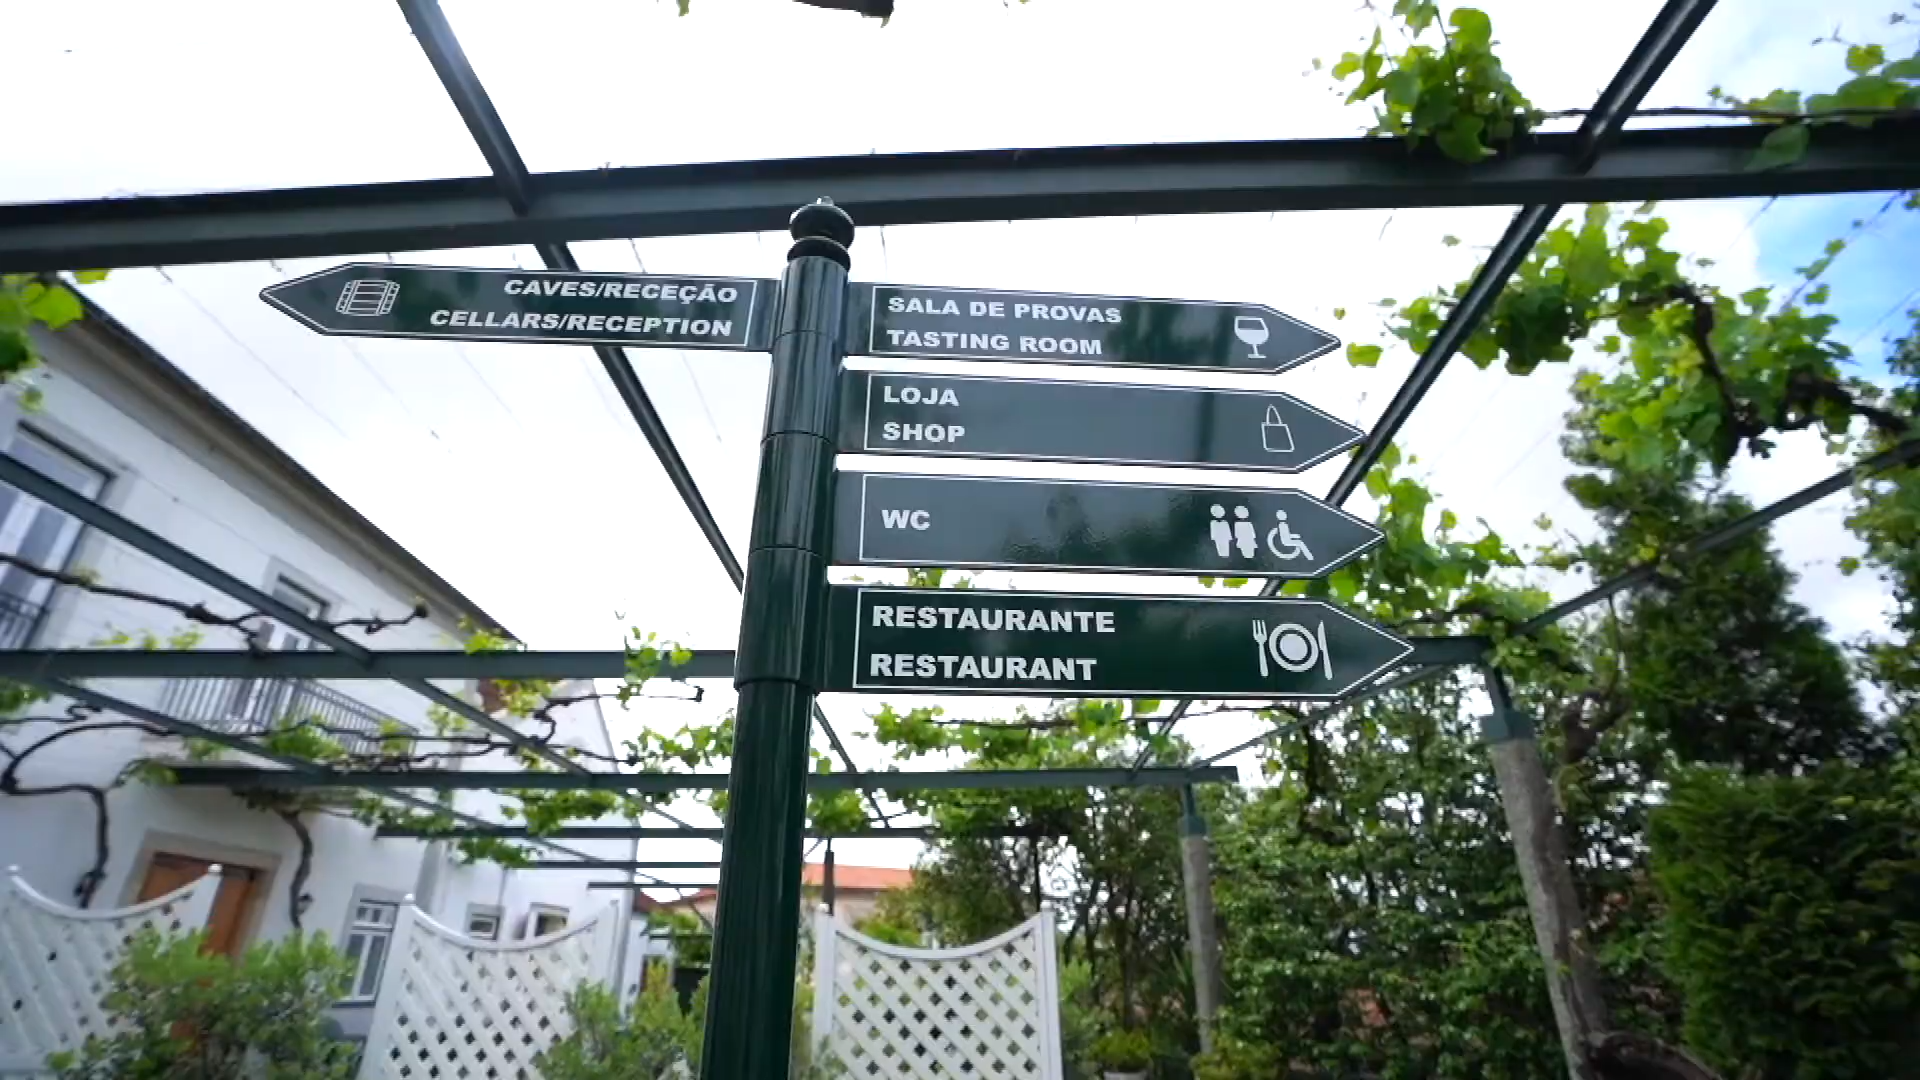 CAVES/RECEÇÃO
CELLARS/RECEPTION
SALA DE PROVAS
TASTING ROOM
LOJA
SHOP
WC
RESTAURANTE
RESTAURANT